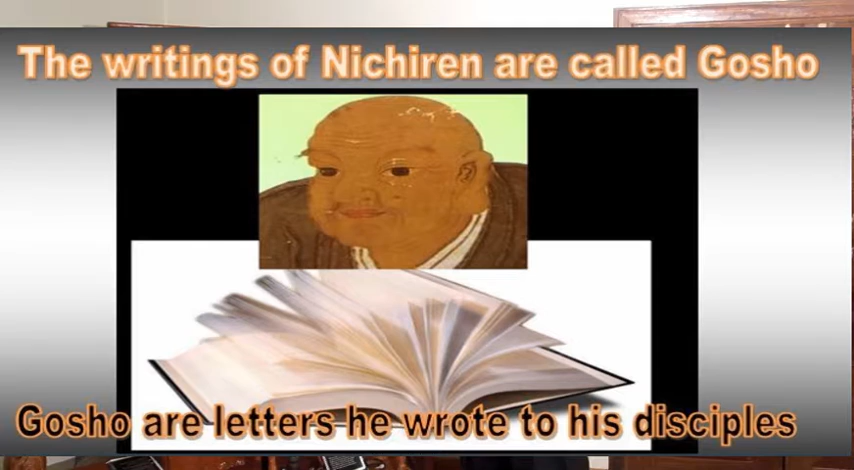 The writings of Nichiren are called Gosho
Gosho are letters he wrote to his disciples